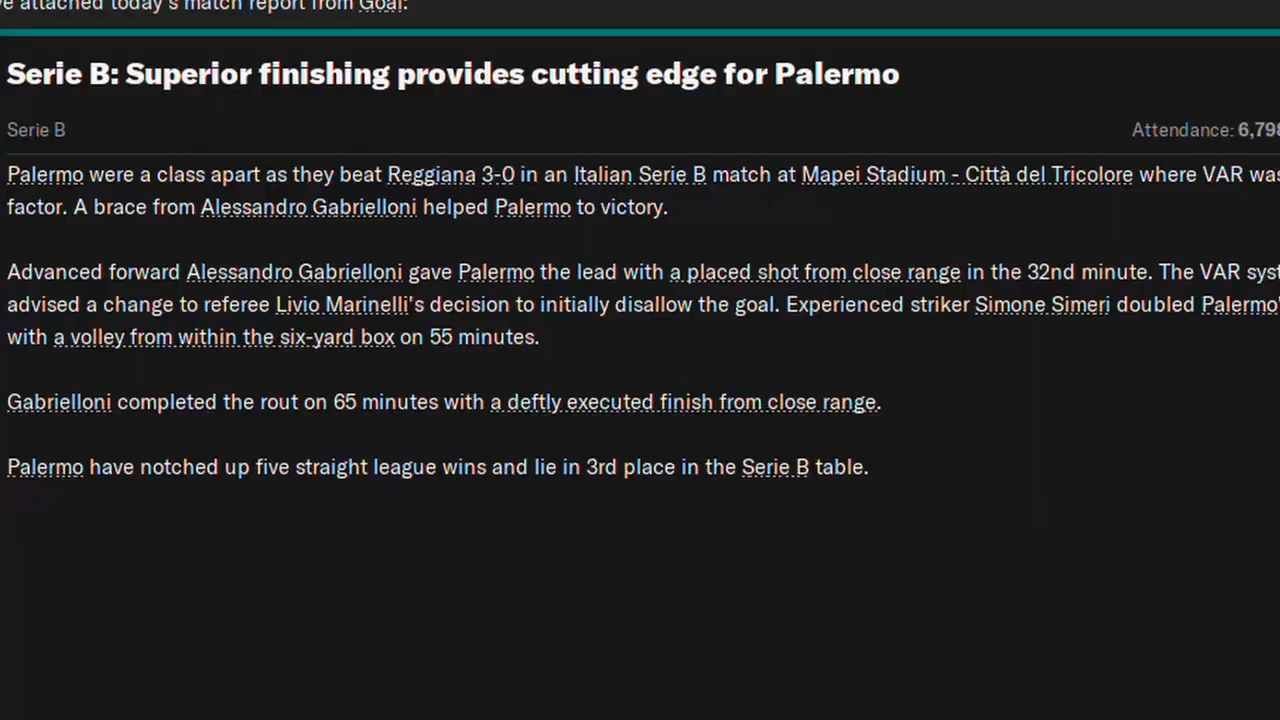 attached today's match report from Goal:
Serie B: Superior finishing provides cutting edge for Palermo
Serie B
Attendance: 6,798
Palermo were a class apart as they beat Reggiana 3-0 in an Italian Serie B match at Mapei Stadium - Città del Tricolore where VAR was
factor. A brace from Alessandro Gabrielloni helped Palermo to victory.
Advanced forward Alessandro Gabrielloni gave Palermo the lead with a placed shot from close range in the 32nd minute. The VAR syst
advised a change to referee Livio Marinelli's decision to initially disallow the goal. Experienced striker Simone Simeri doubled Palermo'
with a volley from within the six-yard box on 55 minutes.
Gabrielloni completed the rout on 65 minutes with a deftly executed finish from close range.
Palermo have notched up five straight league wins and lie in 3rd place in the Serie B table.